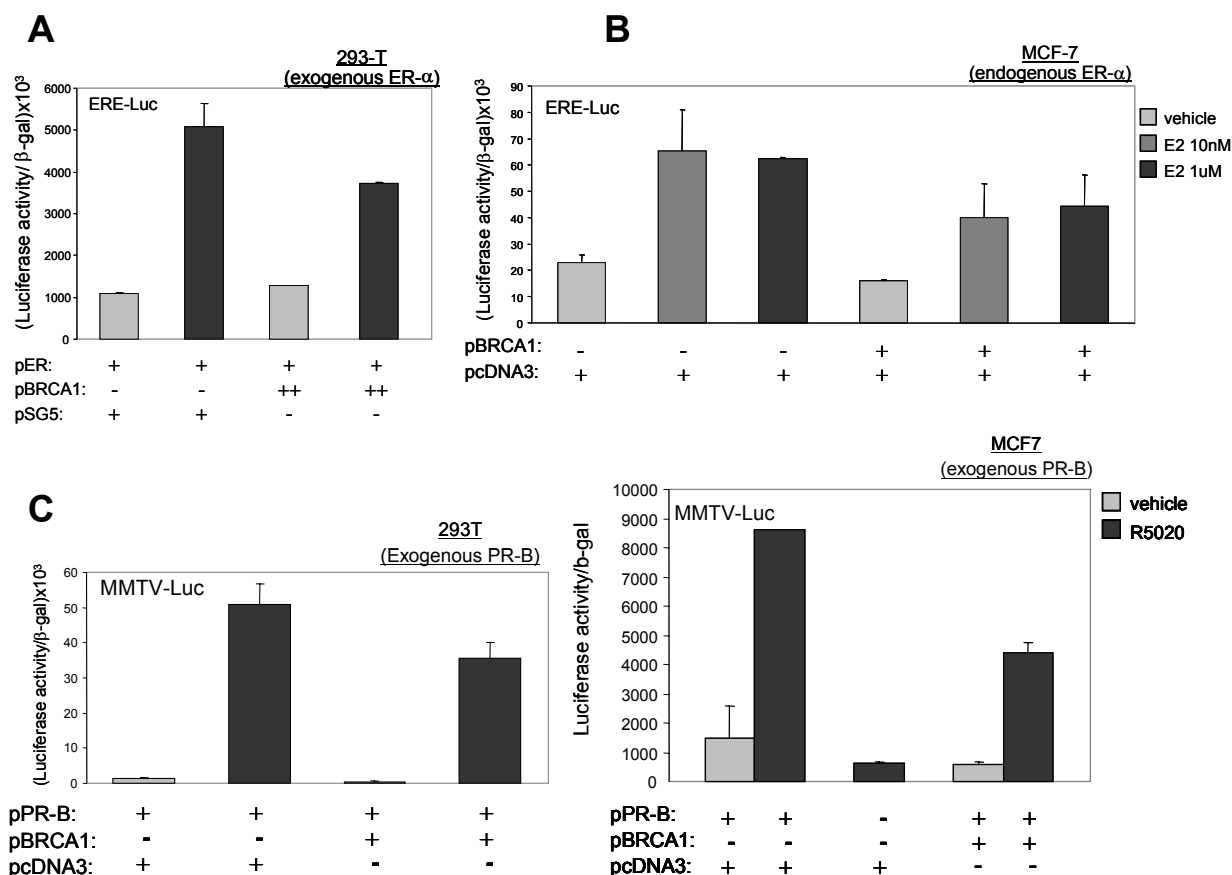 A
293-T
(exogenous ER-α)
(Luciferase activity/ β-gal)x10³
ERE-Luc
6000
5000
4000
3000
2000
1000
0
pER: + + + +
pBRCA1: - - ++ ++
pSG5: + + - -
B
MCF-7
(endogenous ER-α)
(Luciferase activity/β-gal)x10³
ERE-Luc
90
80
70
60
50
40
30
20
10
0
vehicle
E2 10nM
E2 1uM
pBRCA1: - - - + + +
pcDNA3: + + + + + +
C
293T
(Exogenous PR-B)
(Luciferase activity/β-gal)x10³
MMTV-Luc
60
50
40
30
20
10
0
pPR-B: + + + +
pBRCA1: - - + +
pcDNA3: + + - -
MCF7
(exogenous PR-B)
Luciferase activity/b-gal
MMTV-Luc
10000
9000
8000
7000
6000
5000
4000
3000
2000
1000
0
vehicle
R5020
pPR-B: + + - + +
pBRCA1: - - - + +
pcDNA3: + + + - -